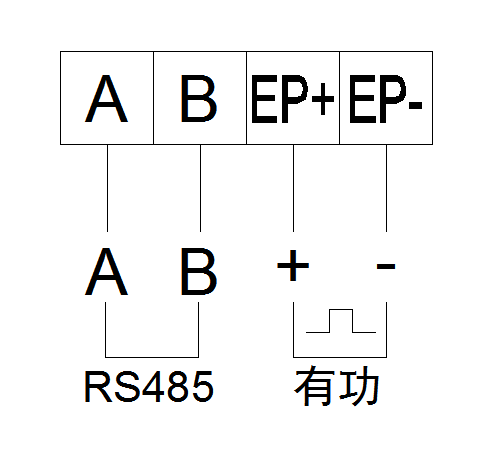 A B EP+ EP-
A B + -
RS485 有功